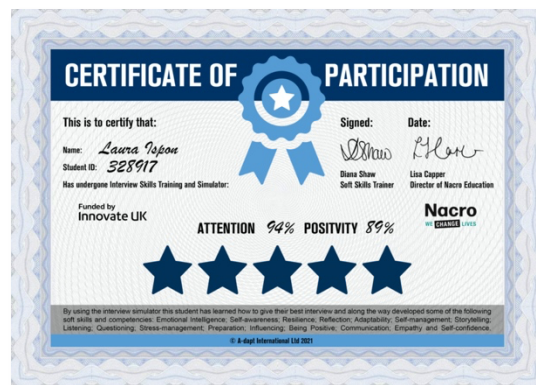 CERTIFICATE OF PARTICIPATION
This is to certify that:
Name: Laura Ispon
Student ID: 328917
Has undergone Interview Skills Training and Simulator:
Signed:
Diana Shaw
Soft Skills Trainer
Date:
Lisa Capper
Director of Nacro Education
Funded by
Innovate UK
Nacro
WE CHANGE LIVES
ATTENTION 94% POSITVITY 89%
By using the interview simulator this student has learned how to give their best interview and along the way developed some of the following
soft skills and competencies: Emotional Intelligence; Self-awareness; Resilience; Reflection; Adaptability; Self-management; Storytelling;
Listening; Questioning; Stress-management; Preparation; Influencing; Being Positive; Communication; Empathy and Self-confidence.
© A-dapt International Ltd 2021